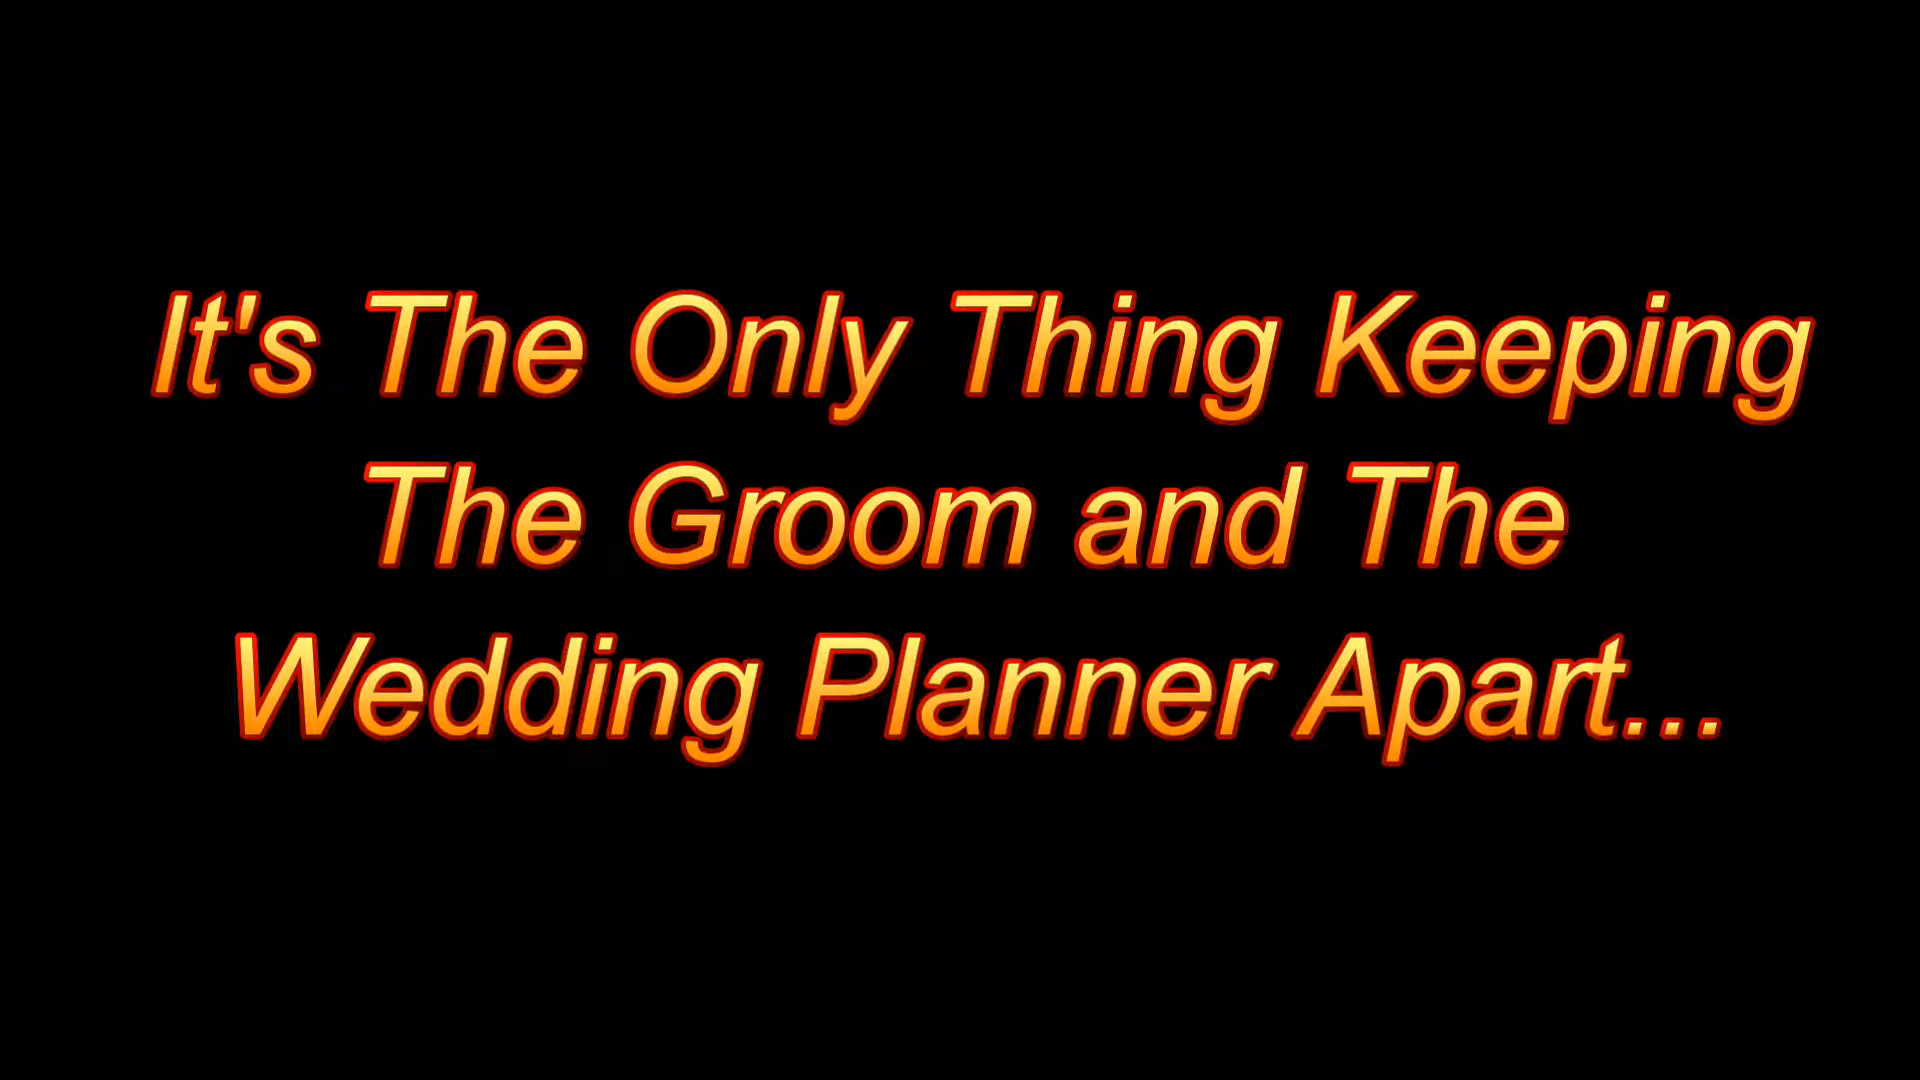 It's The Only Thing Keeping
The Groom and The
Wedding Planner Apart...